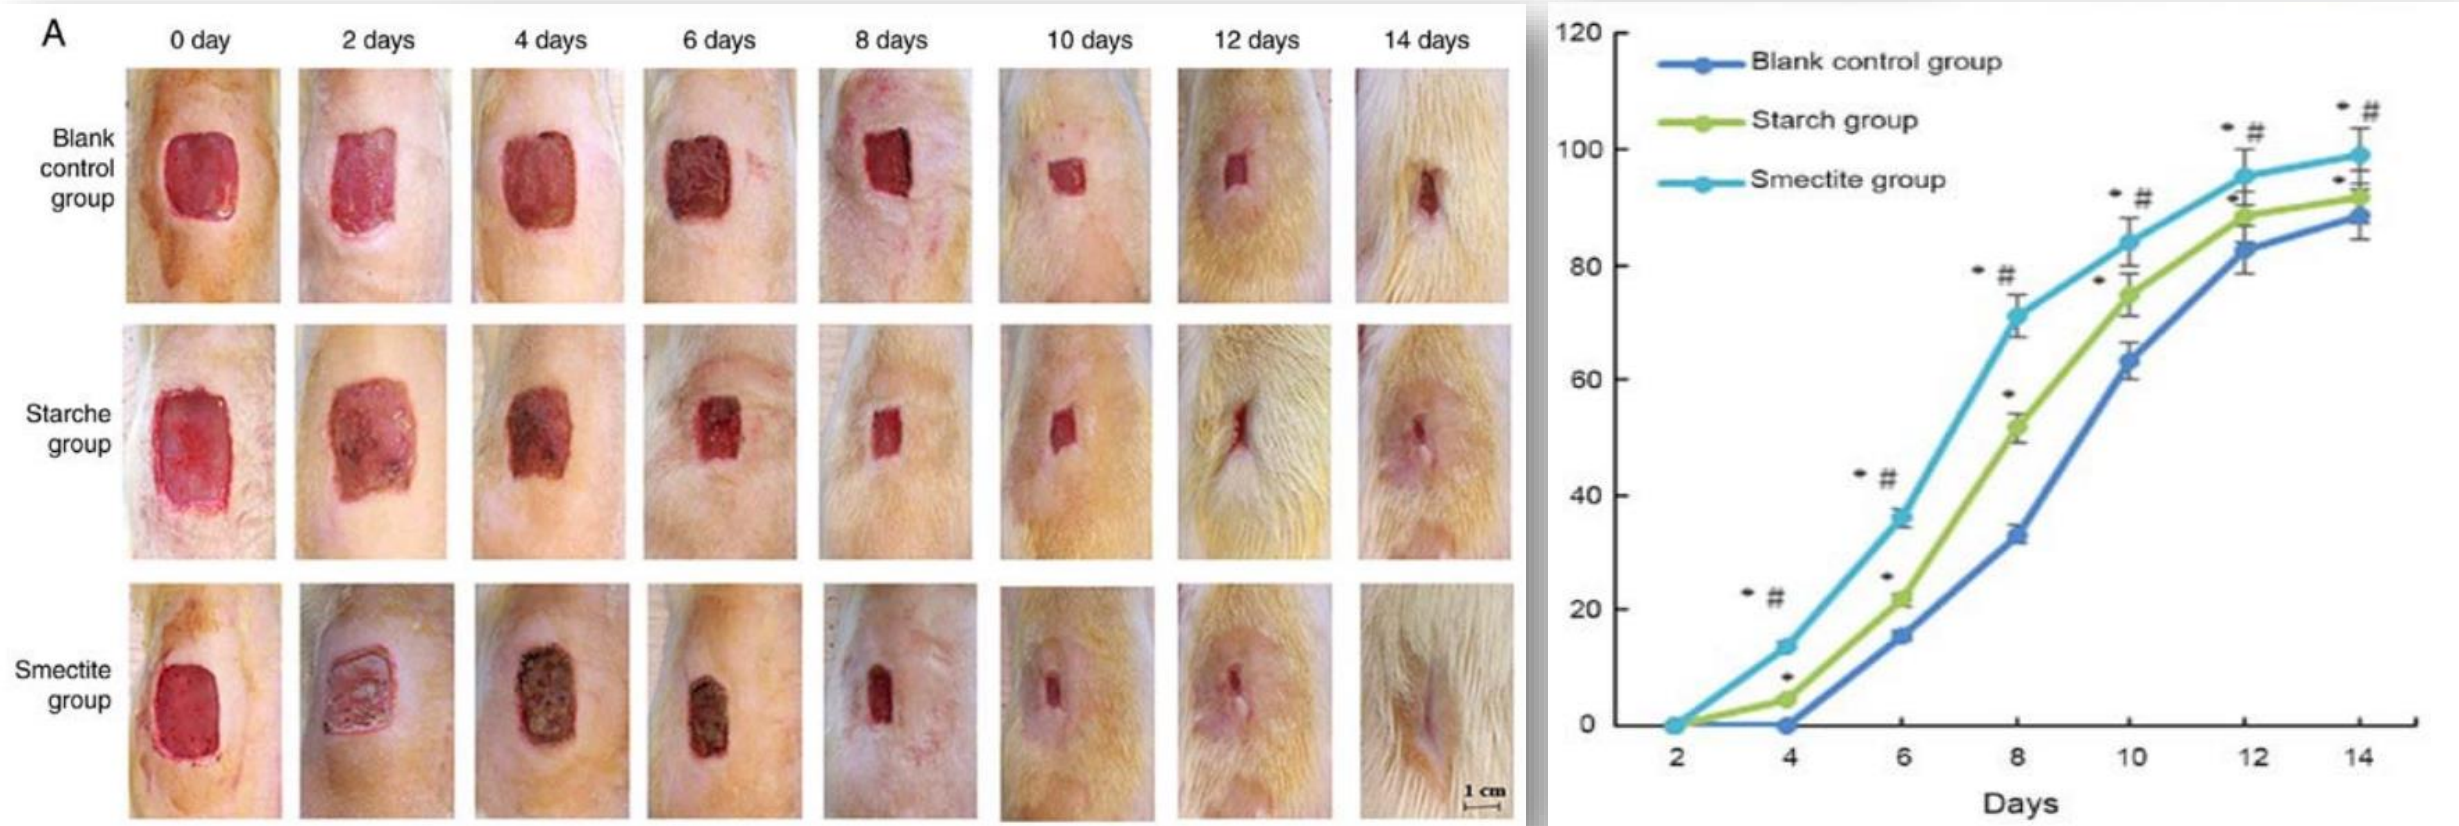 A
0 day 2 days 4 days 6 days 8 days 10 days 12 days 14 days
Blank
control
group
Starche
group
Smectite
group
1 cm
120
100
80
60
40
20
0
Blank control group
Starch group
Smectite group
* #
* #
*
* #
*
* #
*
* #
*
* #
*
*
2 4 6 8 10 12 14
Days